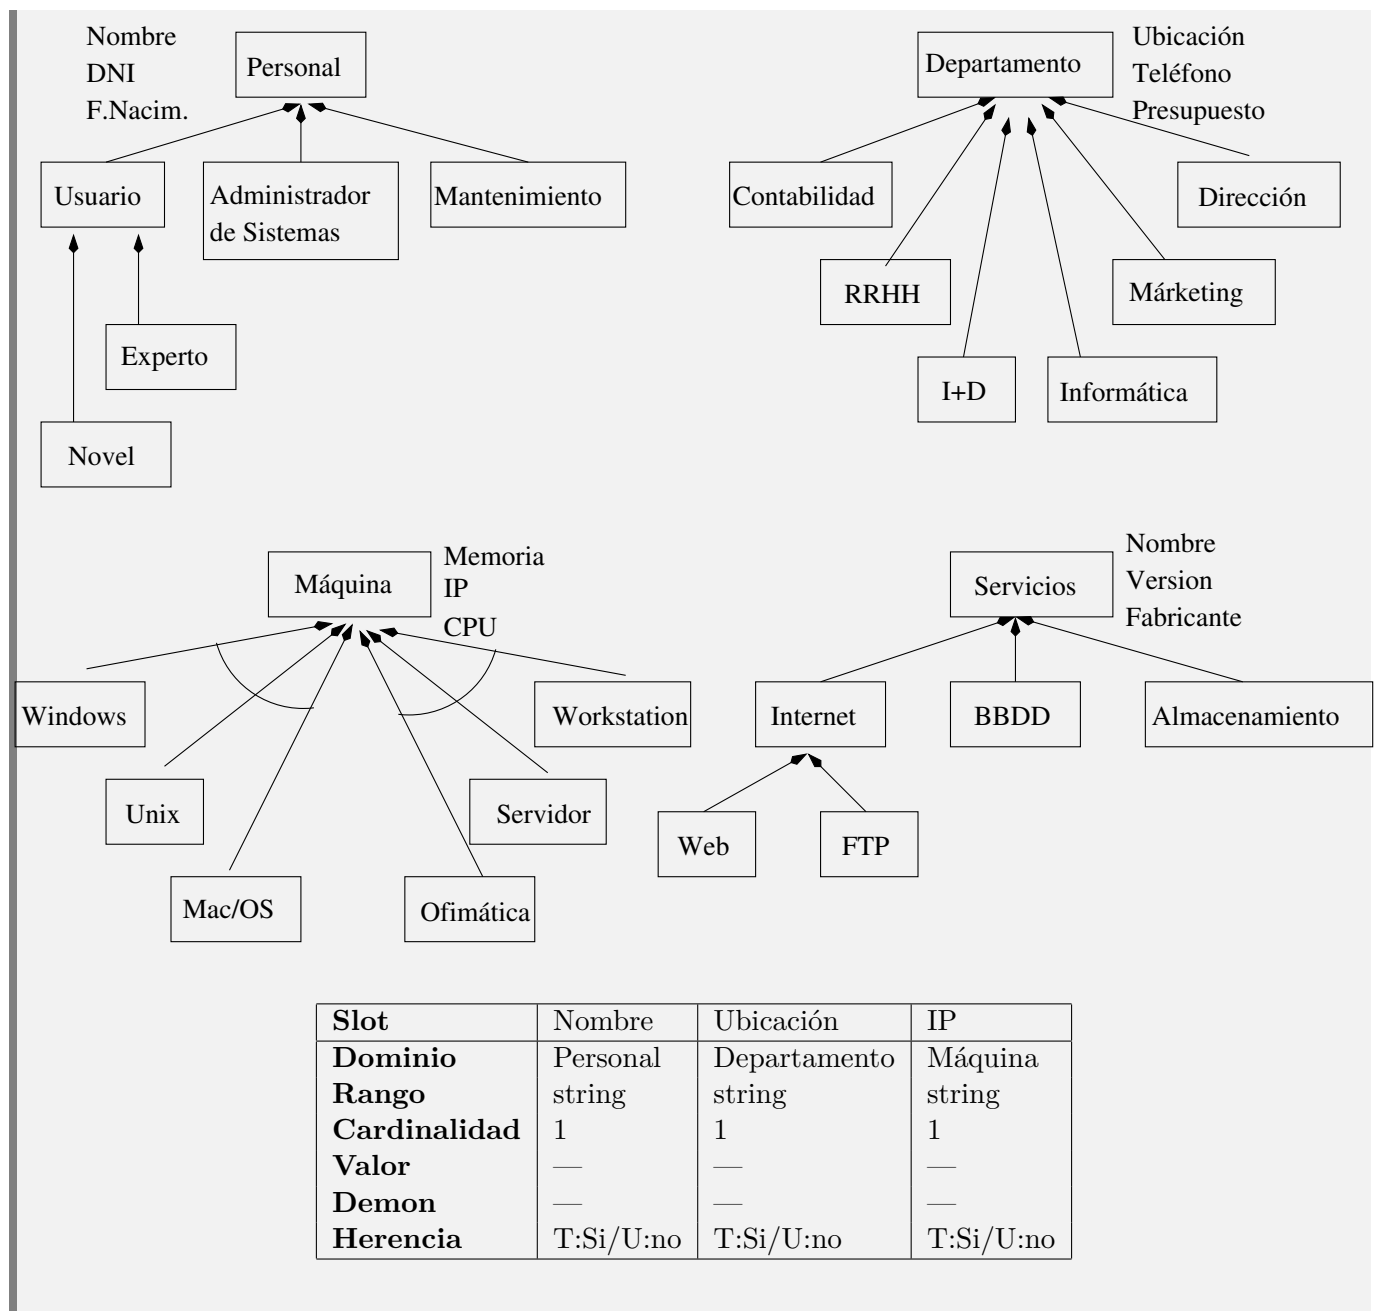 Nombre
DNI
F.Nacim.
Personal
Usuario
Administrador
de Sistemas
Mantenimiento
Experto
Novel
Departamento
Ubicación
Teléfono
Presupuesto
Contabilidad
Dirección
RRHH
Márketing
I+D
Informática
Máquina
Memoria
IP
CPU
Windows
Workstation
Unix
Servidor
Mac/OS
Ofimática
Servicios
Nombre
Version
Fabricante
Internet
BBDD
Almacenamiento
Web
FTP
Slot Nombre Ubicación IP
Dominio Personal Departamento Máquina
Rango string string string
Cardinalidad 1 1 1
Valor — — —
Demon — — —
Herencia T:Si/U:no T:Si/U:no T:Si/U:no